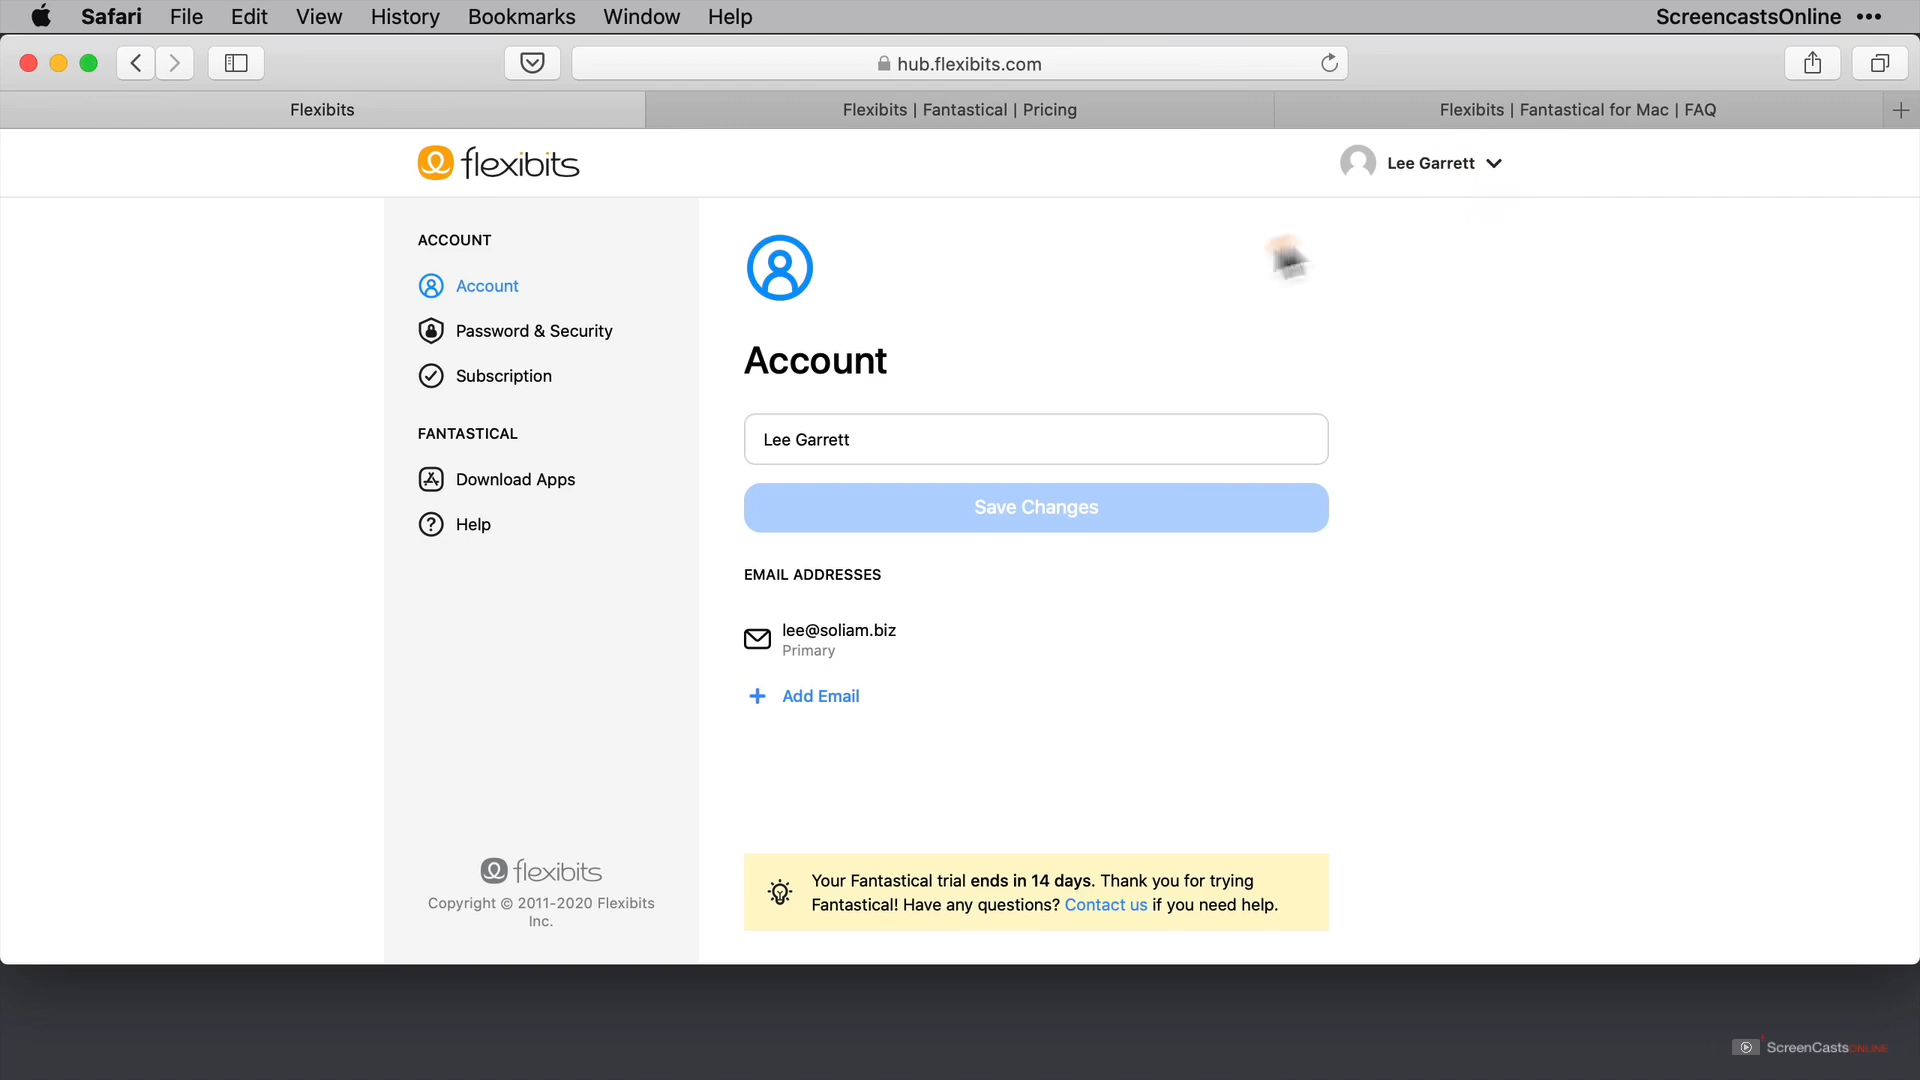 Safari File Edit View History Bookmarks Window Help ScreencastsOnline •••
hub.flexibits.com
Flexibits
Flexibits | Fantastical | Pricing
Flexibits | Fantastical for Mac | FAQ
flexibits
Lee Garrett
ACCOUNT
Account
Password & Security
Subscription
FANTASTICAL
Download Apps
Help
flexibits
Copyright © 2011-2020 Flexibits
Inc.
Account
Lee Garrett
Save Changes
EMAIL ADDRESSES
lee@soliam.biz
Primary
+ Add Email
Your Fantastical trial ends in 14 days. Thank you for trying
Fantastical! Have any questions? Contact us if you need help.
ScreenCastsONLINE